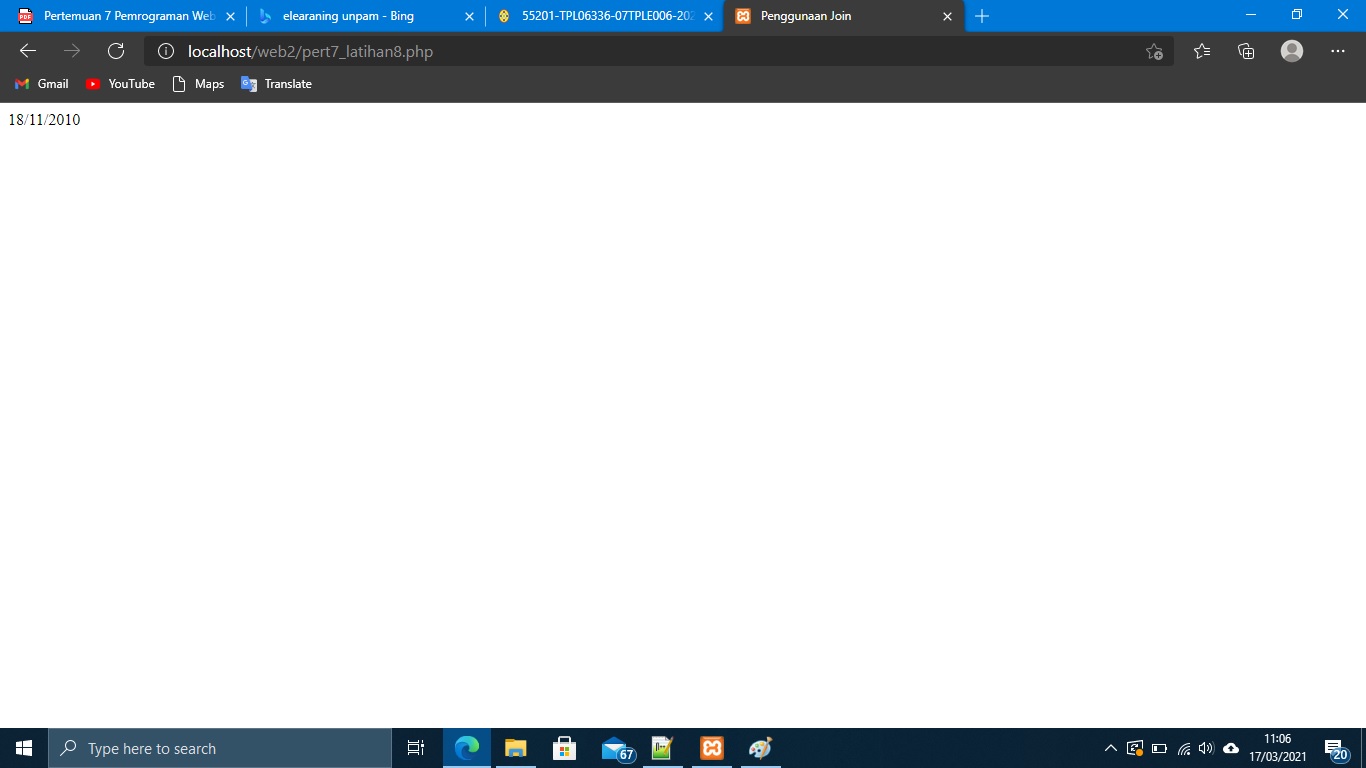 Pertemuan 7 Pemrograman Web
elearaning unpam - Bing
55201-TPL06336-07TPLE006-202
Penggunaan Join
localhost/web2/pert7_latihan8.php
Gmail
YouTube
Maps
Translate
18/11/2010
Type here to search
67
11:06
17/03/2021
20